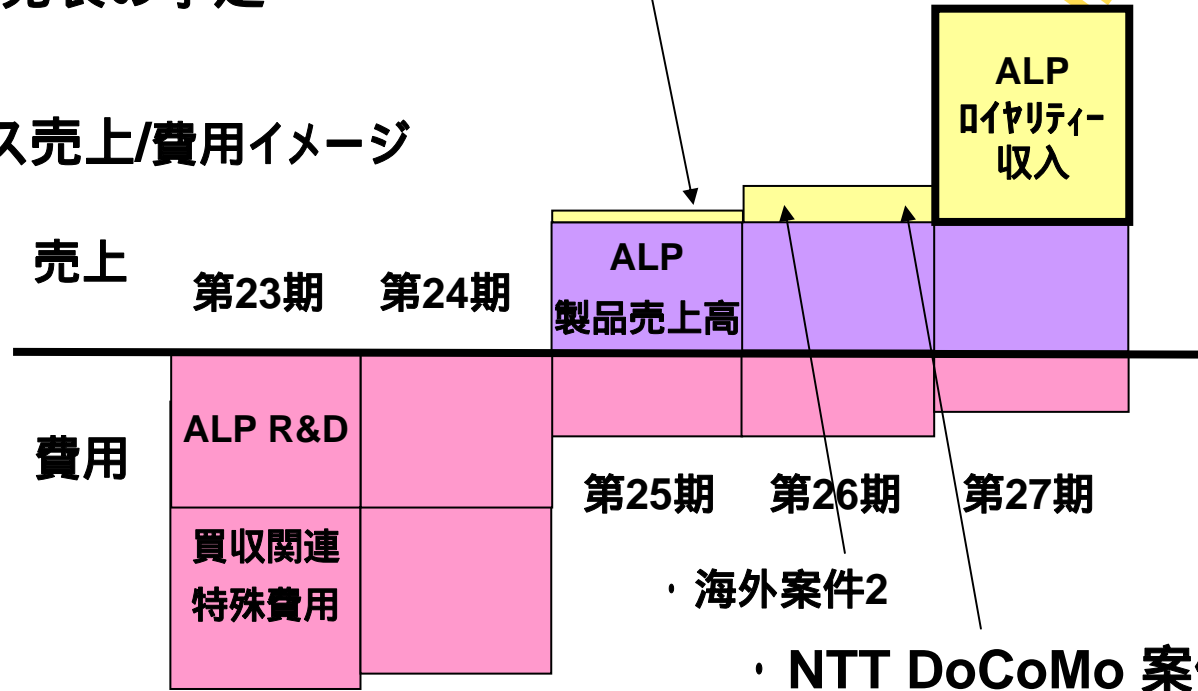 ス売上/費用イメージ
ALP
ロイヤリティー
収入
売上
第23期
第24期
ALP
製品売上高
費用
ALP R&D
第25期
第26期
第27期
買収関連
特殊費用
・海外案件2
・NTT DoCoMo 案